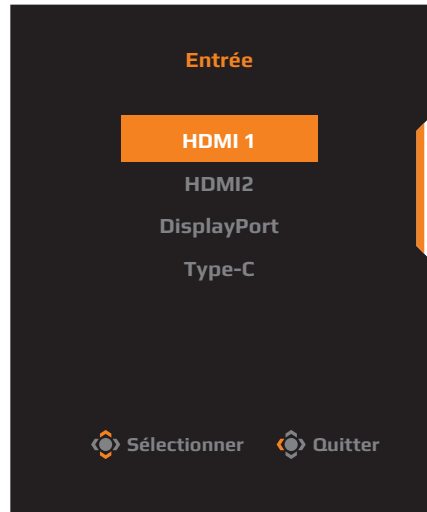 Entrée
HDMI 1
HDMI2
DisplayPort
Type-C
Sélectionner Quitter